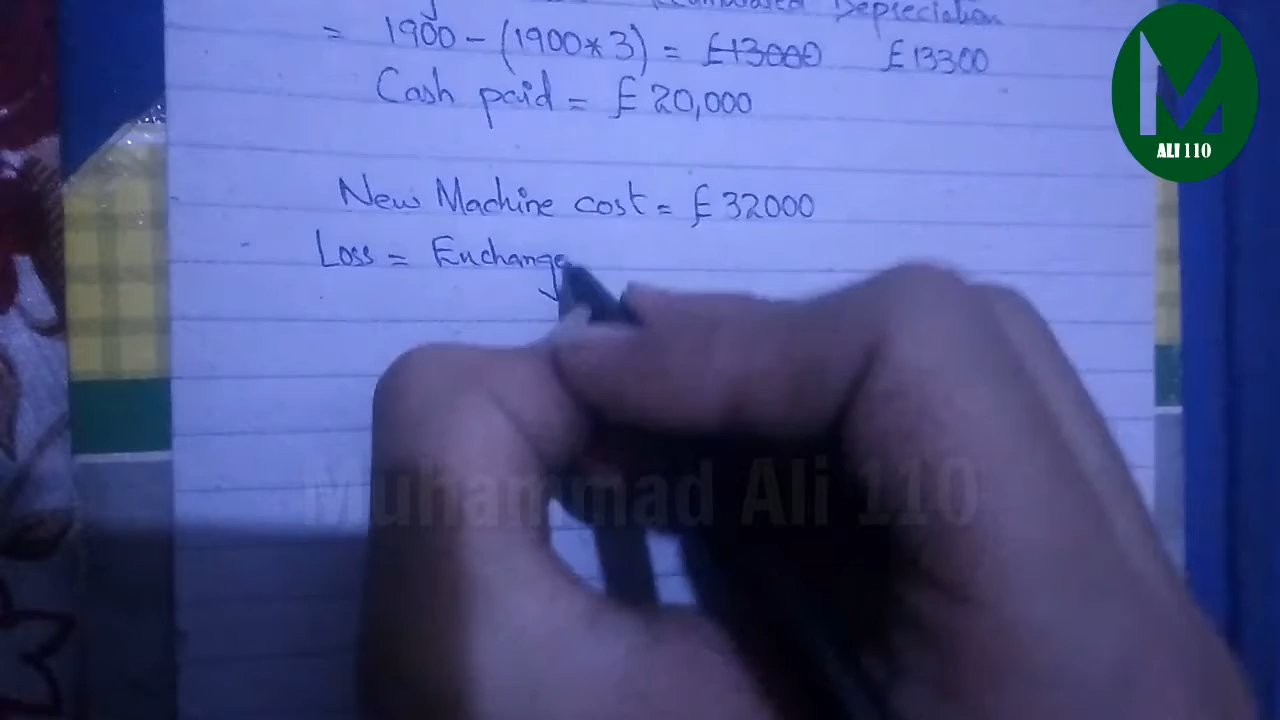 Depreciation
= 1900 - (1900*3) = £13000 £13300
Cash paid = £ 20,000
New Machine cost = £ 32000
Loss = Exchange
M
ALI 110
Muhammad Ali 110